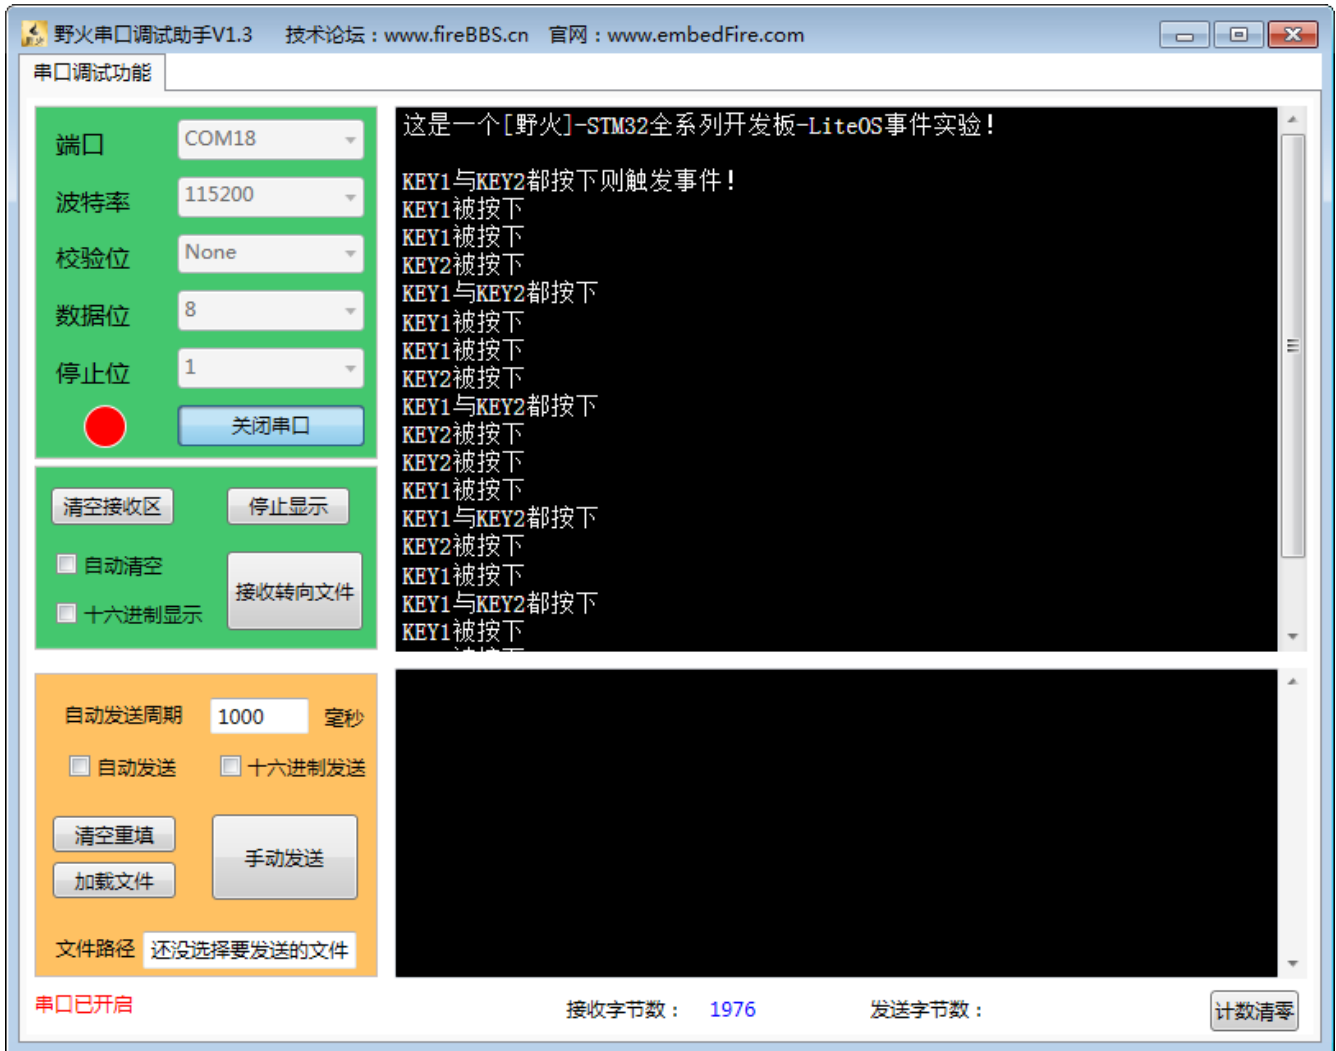 野火串口调试助手V1.3 技术论坛：www.fireBBS.cn 官网：www.embedFire.com
串口调试功能
端口 COM18
波特率 115200
校验位 None
数据位 8
停止位 1
关闭串口
清空接收区 停止显示
自动清空
接收转向文件
十六进制显示
这是一个[野火]-STM32全系列开发板-LiteOS事件实验！
KEY1与KEY2都按下则触发事件！
KEY1被按下
KEY1被按下
KEY2被按下
KEY1与KEY2都按下
KEY1被按下
KEY1被按下
KEY2被按下
KEY1与KEY2都按下
KEY2被按下
KEY2被按下
KEY1被按下
KEY1与KEY2都按下
KEY2被按下
KEY1被按下
KEY1与KEY2都按下
KEY1被按下
自动发送周期 1000 毫秒
自动发送 十六进制发送
清空重填
手动发送
加载文件
文件路径 还没选择要发送的文件
串口已开启
接收字节数： 1976 发送字节数：
计数清零